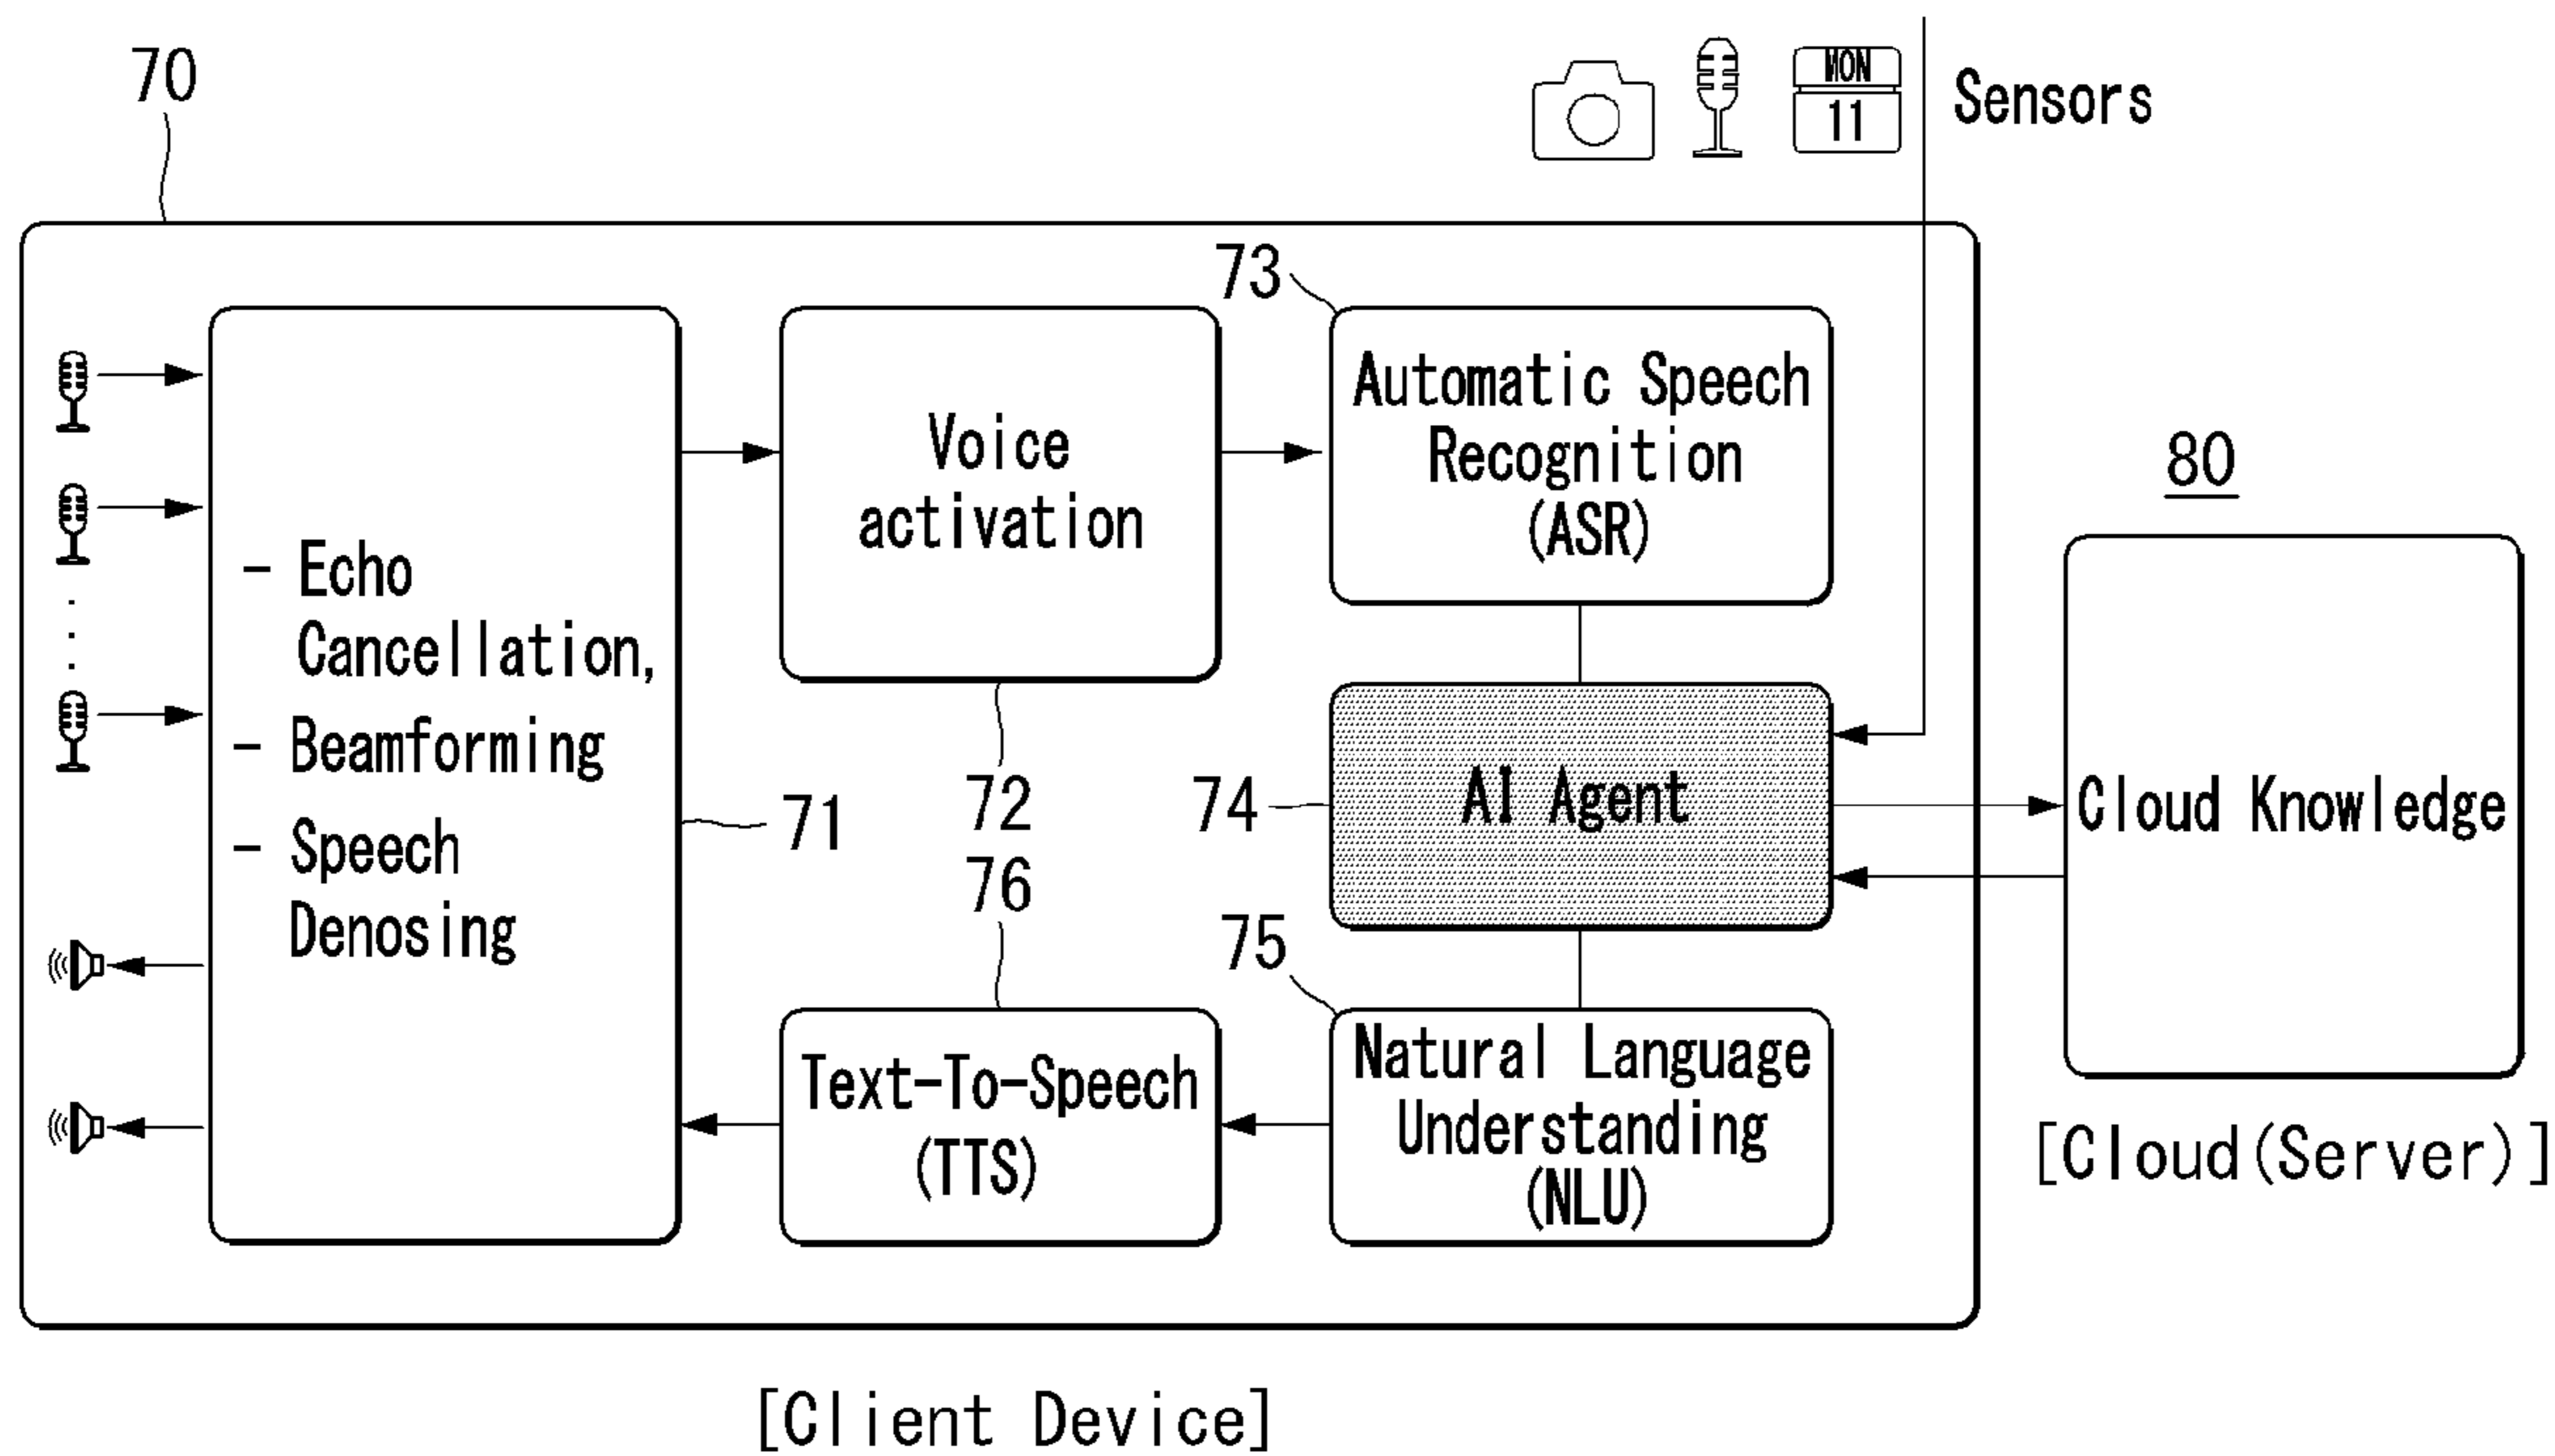 70
MON
11
Sensors
73
Automatic Speech
Recognition
(ASR)
Voice
activation
80
- Echo
Cancellation,
- Beamforming
- Speech
Denosing
71
72
76
74
AI Agent
Cloud Knowledge
75
Text-To-Speech
(TTS)
Natural Language
Understanding
(NLU)
[Cloud(Server)]
[Client Device]